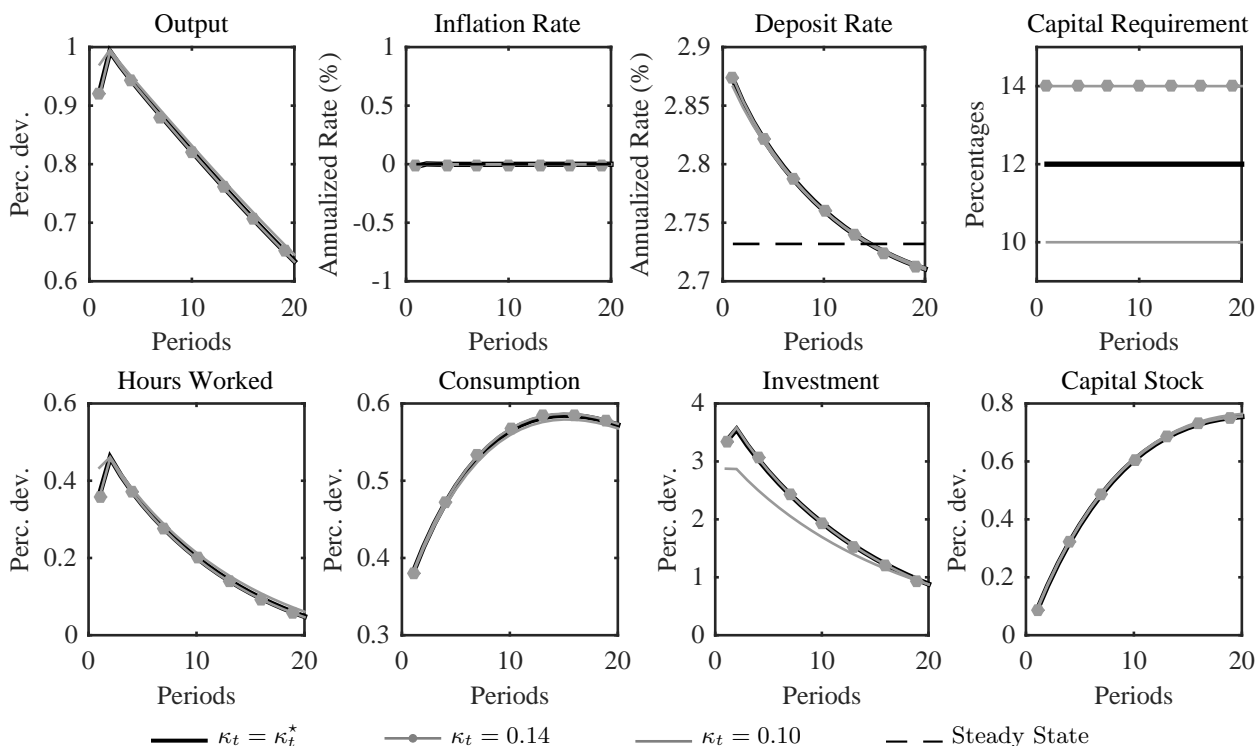 Output
Inflation Rate
Deposit Rate
Capital Requirement
Perc. dev.
1
0.9
0.8
0.7
0.6
0
10
20
Periods
Annualized Rate (%)
1
0.5
0
-0.5
-1
0
10
20
Periods
Annualized Rate (%)
2.9
2.85
2.8
2.75
2.7
0
10
20
Periods
Percentages
14
12
10
0
10
20
Periods
Hours Worked
Consumption
Investment
Capital Stock
Perc. dev.
0.6
0.4
0.2
0
0
10
20
Periods
Perc. dev.
0.6
0.5
0.4
0.3
0
10
20
Periods
Perc. dev.
4
3
2
1
0
0
10
20
Periods
Perc. dev.
0.8
0.6
0.4
0.2
0
0
10
20
Periods
κₜ = κₜ⋆
κₜ = 0.14
κₜ = 0.10
Steady State